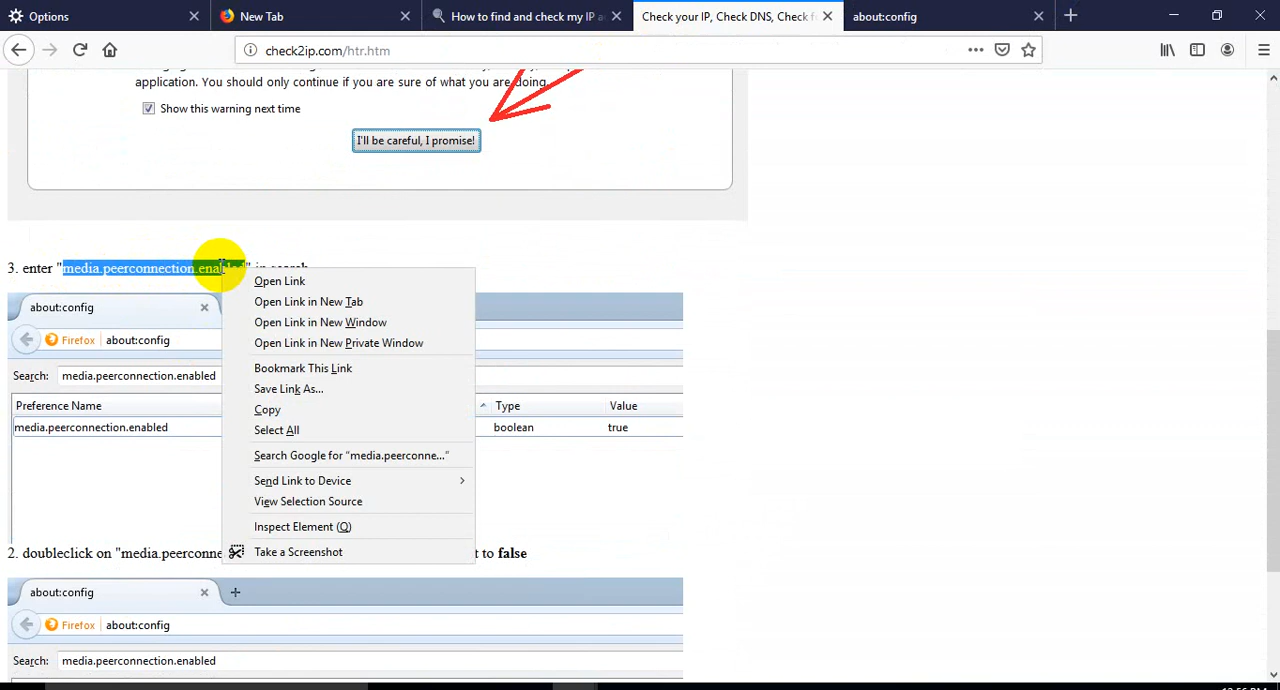 Options
New Tab
How to find and check my IP a
Check your IP, Check DNS, Check f
about:config
check2ip.com/htr.htm
application. You should only continue if you are sure of what you are doing.
Show this warning next time
I'll be careful, I promise!
3. enter "media.peerconnection.enabled" in search
Open Link
Open Link in New Tab
Open Link in New Window
Open Link in New Private Window
Bookmark This Link
Save Link As...
Copy
Select All
Search Google for "media.peerconne..."
Send Link to Device
View Selection Source
Inspect Element (Q)
Take a Screenshot
about:config
Firefox about:config
Search: media.peerconnection.enabled
Preference Name Type Value
media.peerconnection.enabled boolean true
2. doubleclick on "media.peerconne t to false
about:config
Firefox about:config
Search: media.peerconnection.enabled